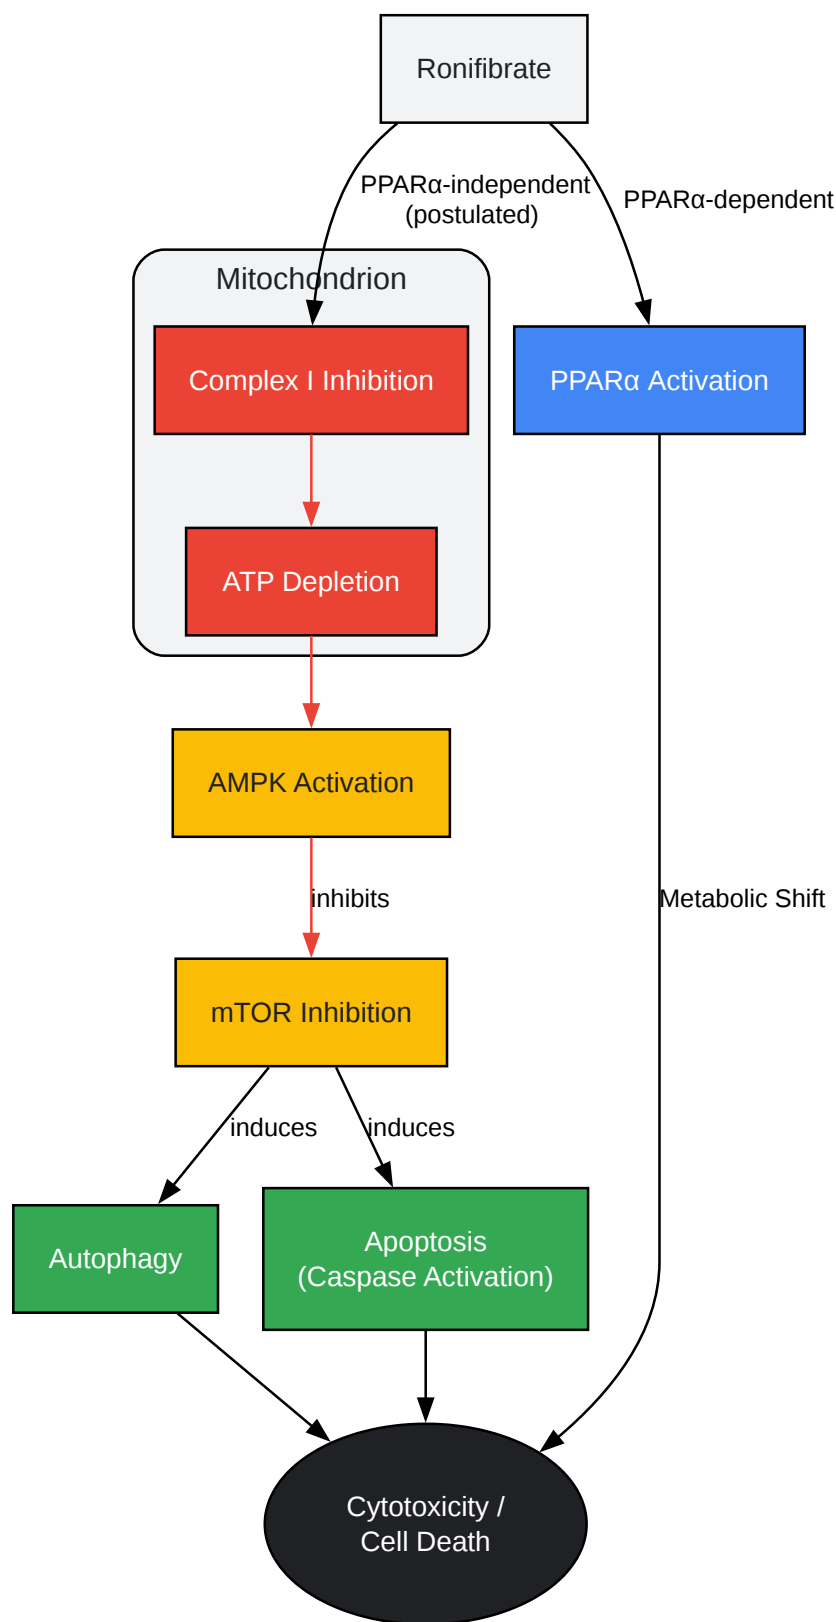 Ronifibrate
PPARα-independent
(postulated)
PPARα-dependent
Mitochondrion
Complex I Inhibition
PPARα Activation
ATP Depletion
AMPK Activation
inhibits
Metabolic Shift
mTOR Inhibition
induces
induces
Autophagy
Apoptosis
(Caspase Activation)
Cytotoxicity /
Cell Death